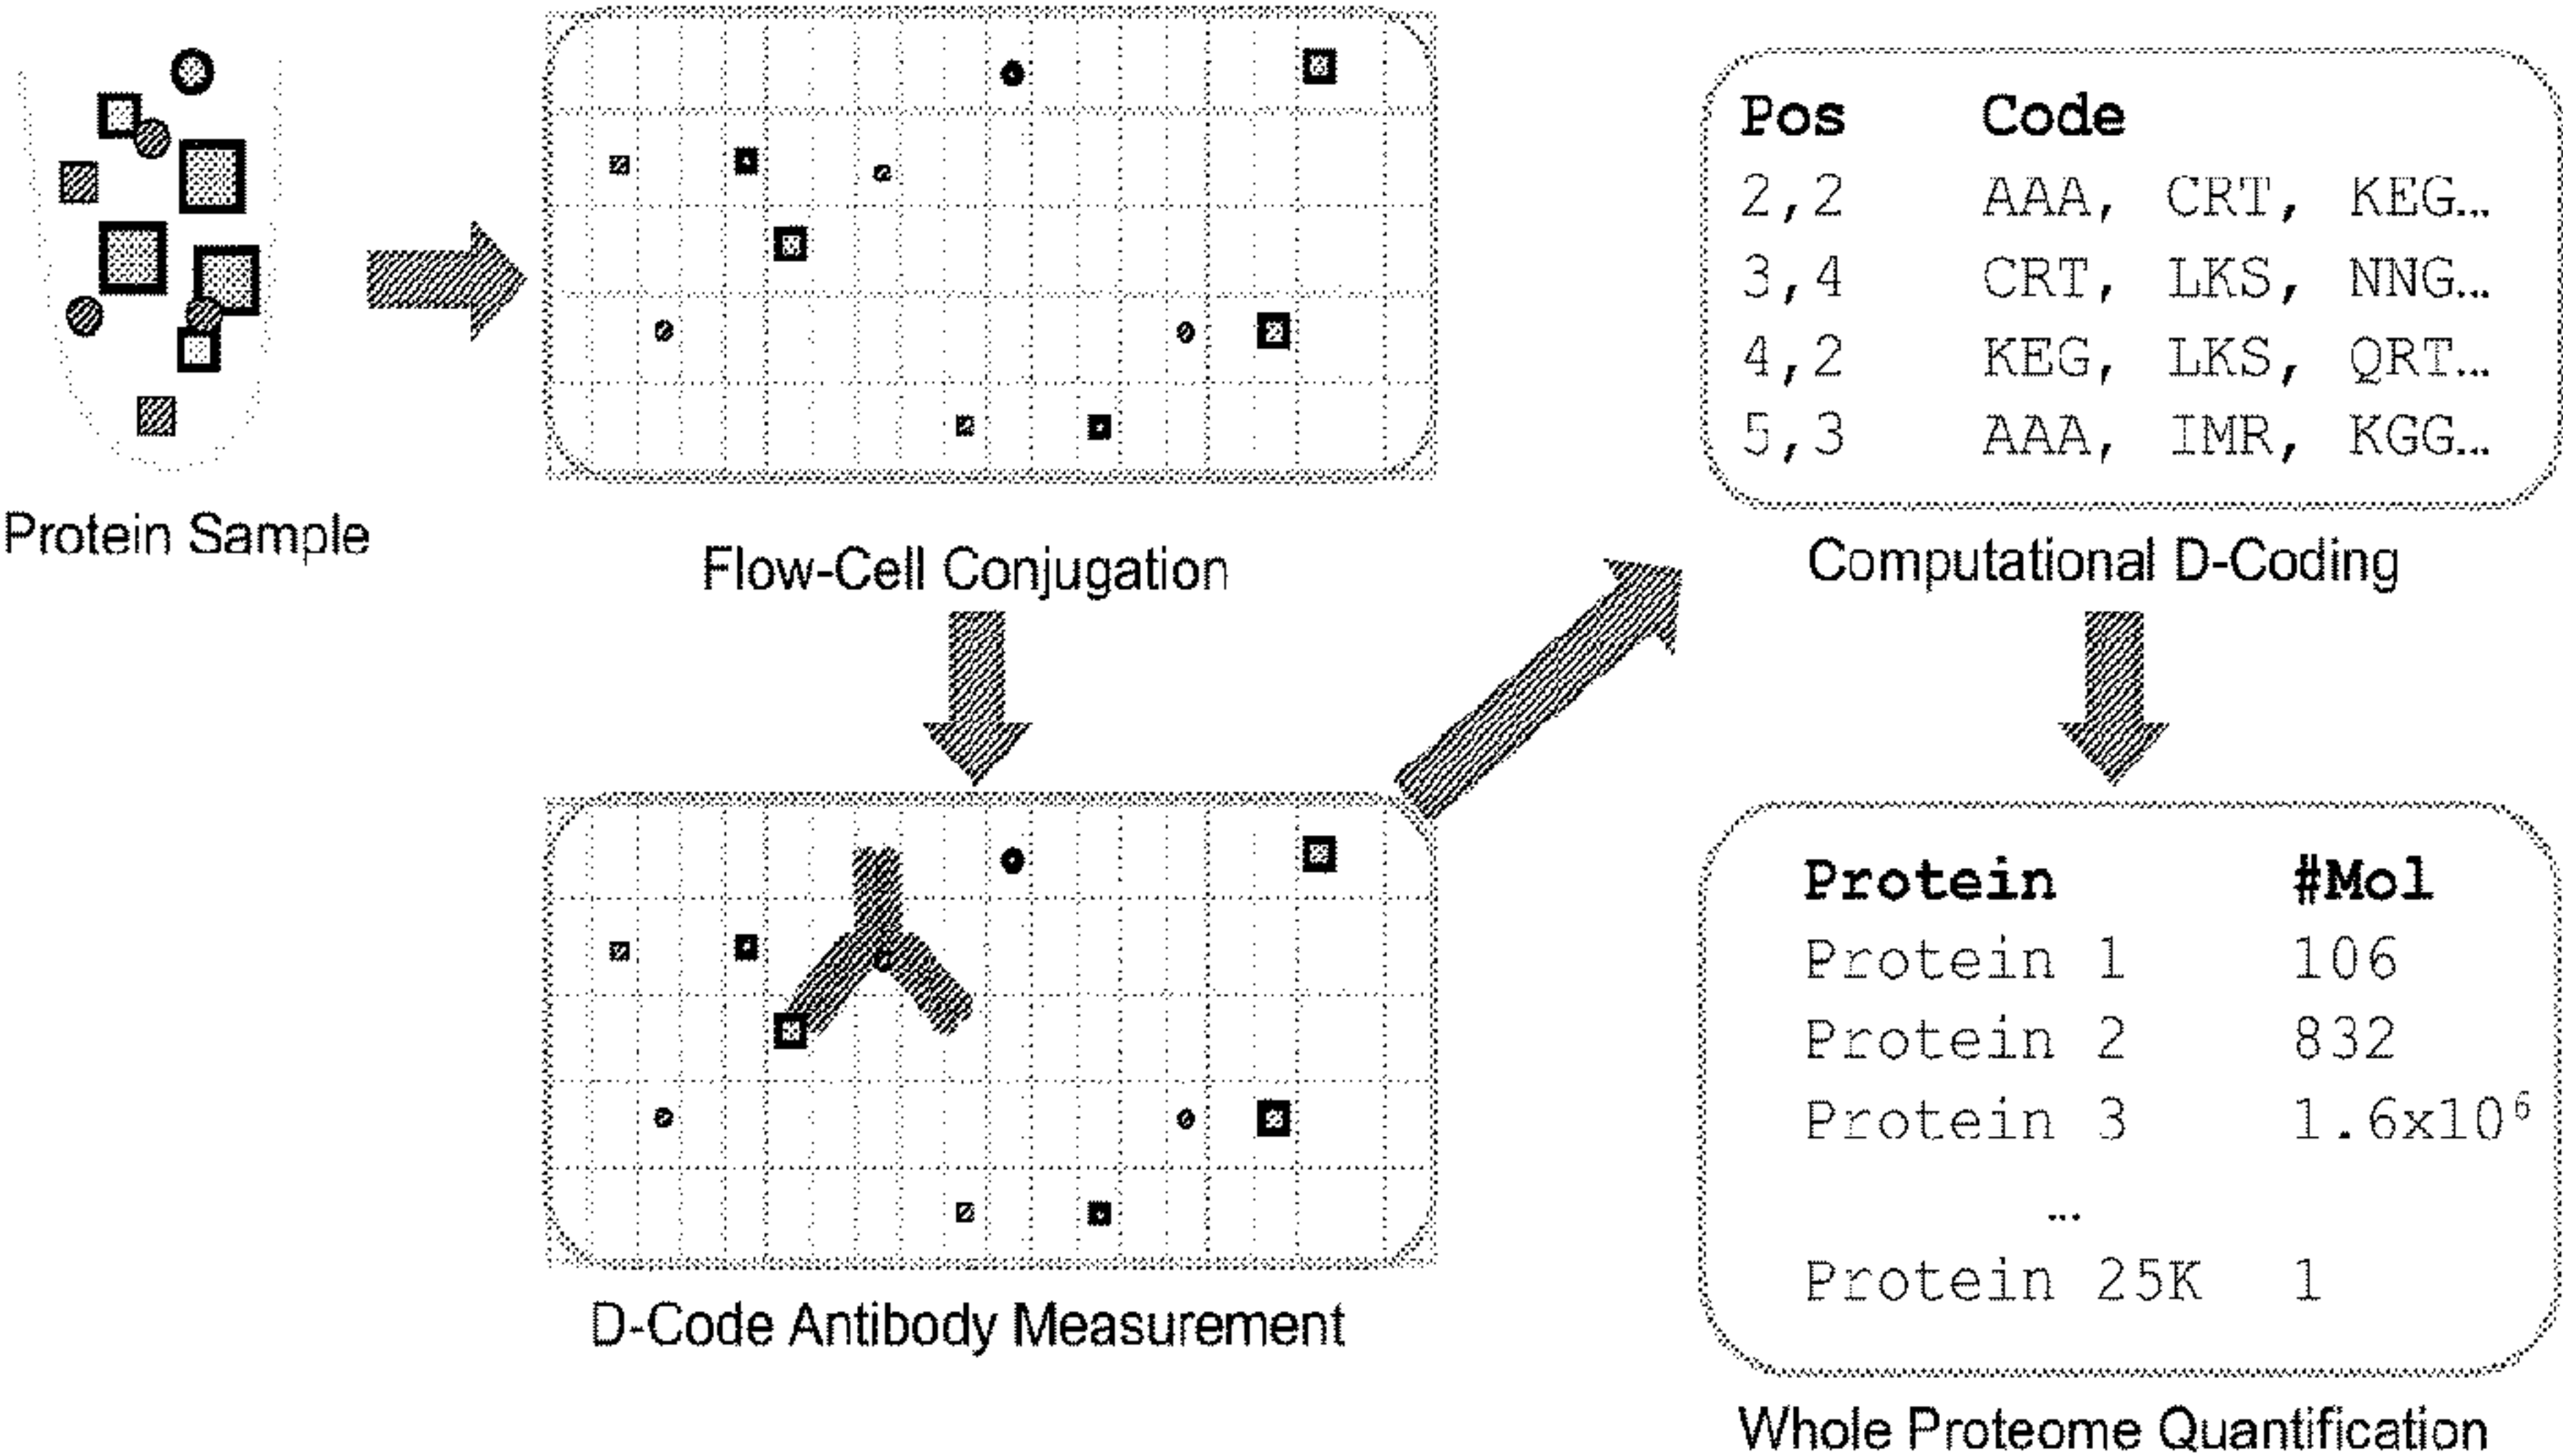 Protein Sample
Flow-Cell Conjugation
D-Code Antibody Measurement
Pos Code
2,2 AAA, CRT, KEG…
3,4 CRT, LKS, NNG…
4,2 KEG, LKS, QRT…
5,3 AAA, IMR, KGG…
Computational D-Coding
Protein #Mol
Protein 1 106
Protein 2 832
Protein 3 1.6x10⁶
…
Protein 25K 1
Whole Proteome Quantification